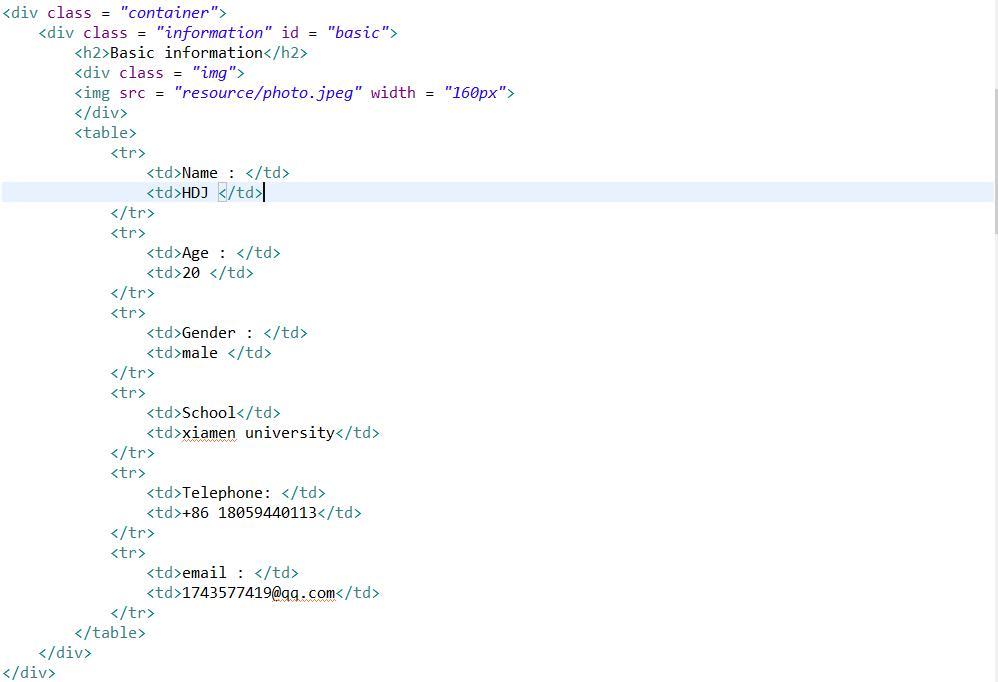 <div class = "container">
    <div class = "information" id = "basic">
        <h2>Basic information</h2>
        <div class = "img">
        <img src = "resource/photo.jpeg" width = "160px">
        </div>
        <table>
            <tr>
                <td>Name : </td>
                <td>HDJ </td>
            </tr>
            <tr>
                <td>Age : </td>
                <td>20 </td>
            </tr>
            <tr>
                <td>Gender : </td>
                <td>male </td>
            </tr>
            <tr>
                <td>School</td>
                <td>xiamen university</td>
            </tr>
            <tr>
                <td>Telephone: </td>
                <td>+86 18059440113</td>
            </tr>
            <tr>
                <td>email : </td>
                <td>1743577419@qq.com</td>
            </tr>
        </table>
    </div>
</div>